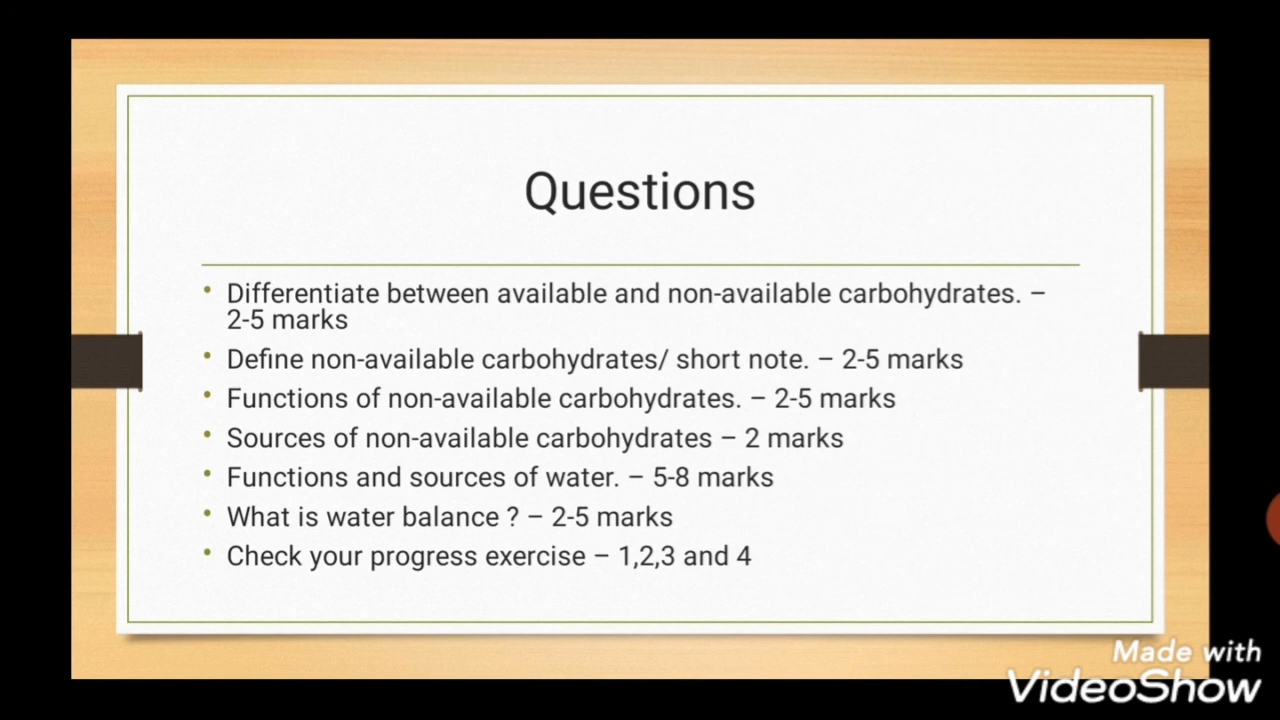 Questions
• Differentiate between available and non-available carbohydrates. –
2-5 marks
• Define non-available carbohydrates/ short note. – 2-5 marks
• Functions of non-available carbohydrates. – 2-5 marks
• Sources of non-available carbohydrates – 2 marks
• Functions and sources of water. – 5-8 marks
• What is water balance ? – 2-5 marks
• Check your progress exercise – 1,2,3 and 4
Made with
VideoShow